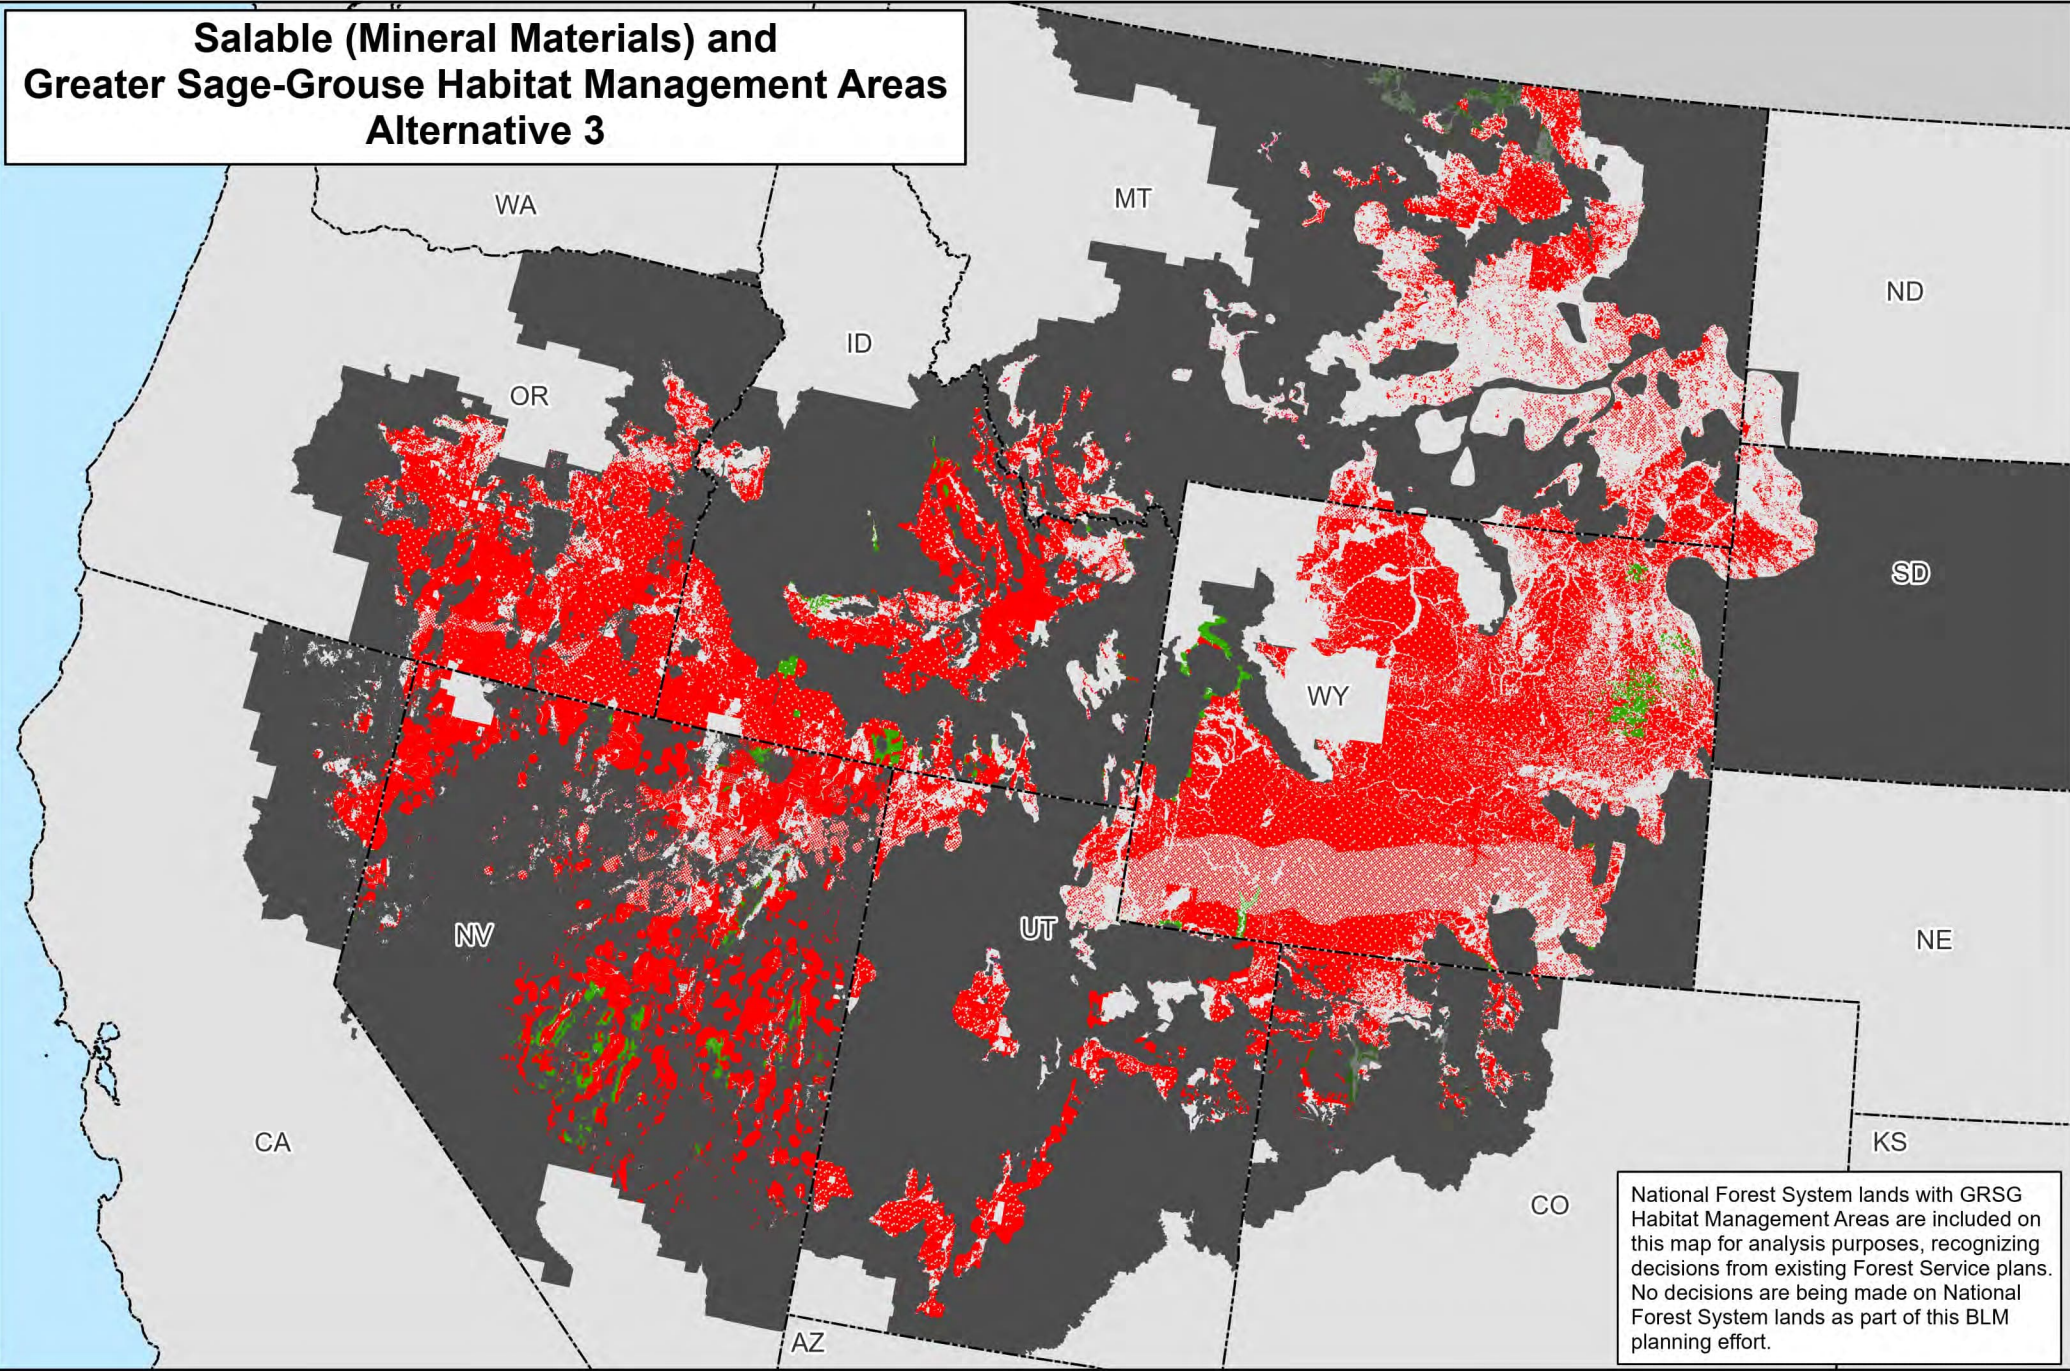 Salable (Mineral Materials) and
Greater Sage-Grouse Habitat Management Areas
Alternative 3
WA
MT
ND
ID
OR
SD
WY
NV
UT
NE
CA
KS
CO
AZ
National Forest System lands with GRSG
Habitat Management Areas are included on
this map for analysis purposes, recognizing
decisions from existing Forest Service plans.
No decisions are being made on National
Forest System lands as part of this BLM
planning effort.